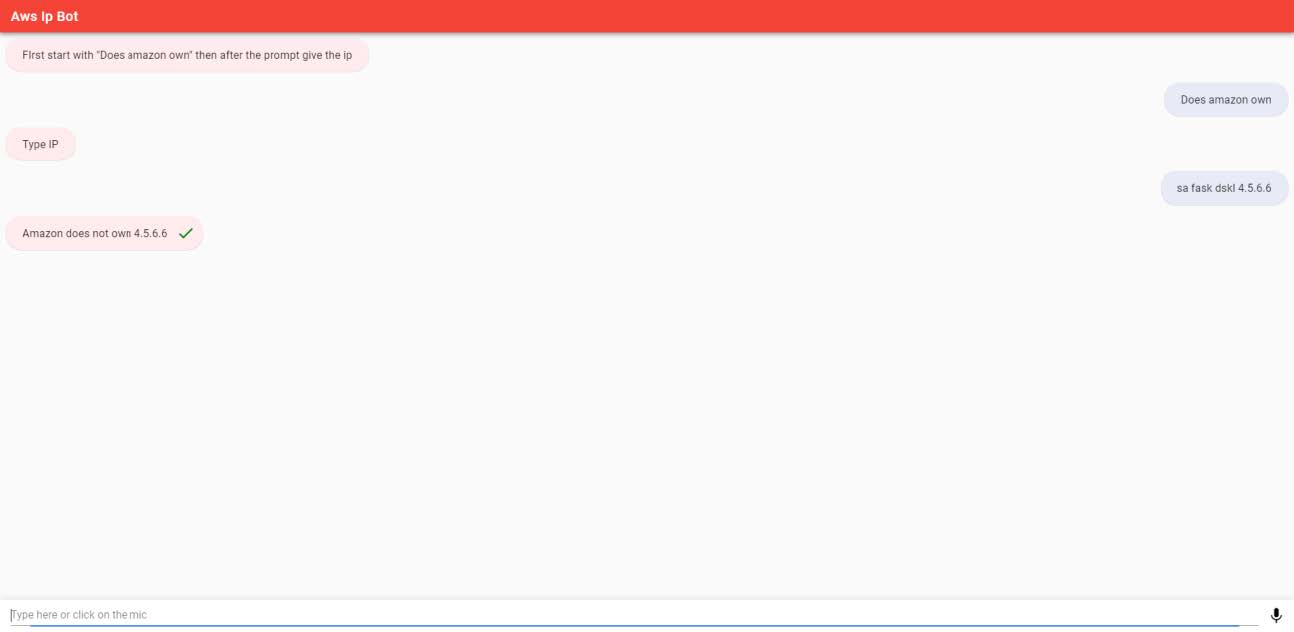 Aws Ip Bot
FIrst start with "Does amazon own" then after the prompt give the ip
Does amazon own
Type IP
sa fask dskl 4.5.6.6
Amazon does not own 4.5.6.6
Type here or click on the mic